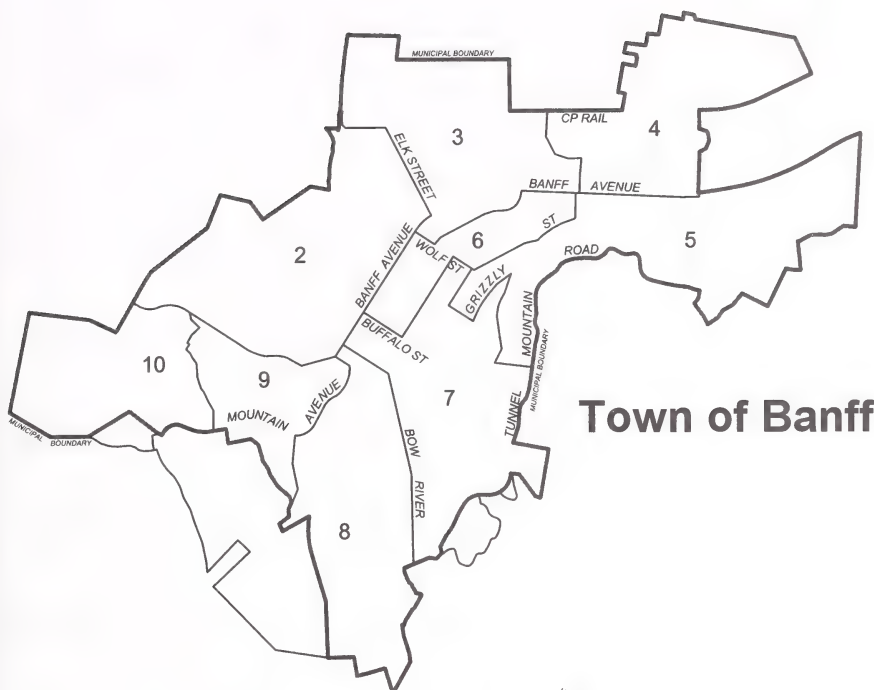 MUNICIPAL BOUNDARY
CP RAIL
3
4
ELK STREET
BANFF AVENUE
2
6
ST
5
WOLF ST
ROAD
BANFF AVENUE
GRIZZLY
BUFFALO ST
MOUNTAIN
MUNICIPAL BOUNDARY
TUNNEL
10
9
7
MOUNTAIN AVENUE
Town of Banff
MUNICIPAL BOUNDARY
BOW RIVER
8